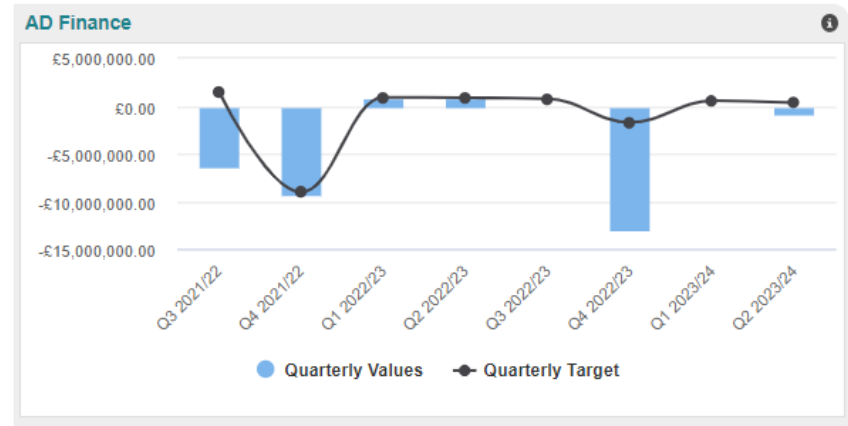 AD Finance
£5,000,000.00
£0.00
-£5,000,000.00
-£10,000,000.00
-£15,000,000.00
Q3 2021/22
Q4 2021/22
Q1 2022/23
Q2 2022/23
Q3 2022/23
Q4 2022/23
Q1 2023/24
Q2 2023/24
Quarterly Values
Quarterly Target